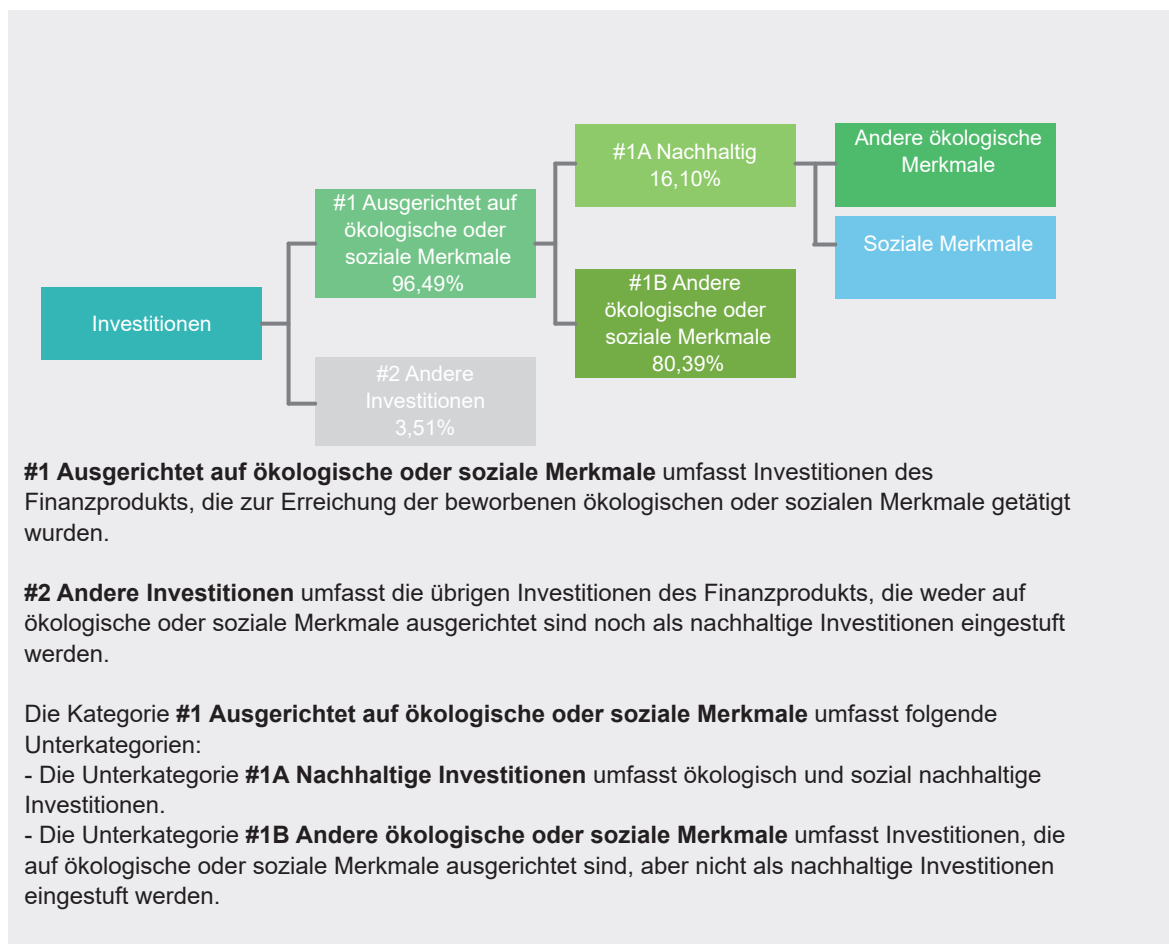 Investitionen
#1 Ausgerichtet auf
ökologische oder
soziale Merkmale
96,49%
#2 Andere
Investitionen
3,51%
#1A Nachhaltig
16,10%
#1B Andere
ökologische oder
soziale Merkmale
80,39%
Andere ökologische
Merkmale
Soziale Merkmale
#1 Ausgerichtet auf ökologische oder soziale Merkmale umfasst Investitionen des
Finanzprodukts, die zur Erreichung der beworbenen ökologischen oder sozialen Merkmale getätigt
wurden.
#2 Andere Investitionen umfasst die übrigen Investitionen des Finanzprodukts, die weder auf
ökologische oder soziale Merkmale ausgerichtet sind noch als nachhaltige Investitionen eingestuft
werden.
Die Kategorie #1 Ausgerichtet auf ökologische oder soziale Merkmale umfasst folgende
Unterkategorien:
- Die Unterkategorie #1A Nachhaltige Investitionen umfasst ökologisch und sozial nachhaltige
Investitionen.
- Die Unterkategorie #1B Andere ökologische oder soziale Merkmale umfasst Investitionen, die
auf ökologische oder soziale Merkmale ausgerichtet sind, aber nicht als nachhaltige Investitionen
eingestuft werden.